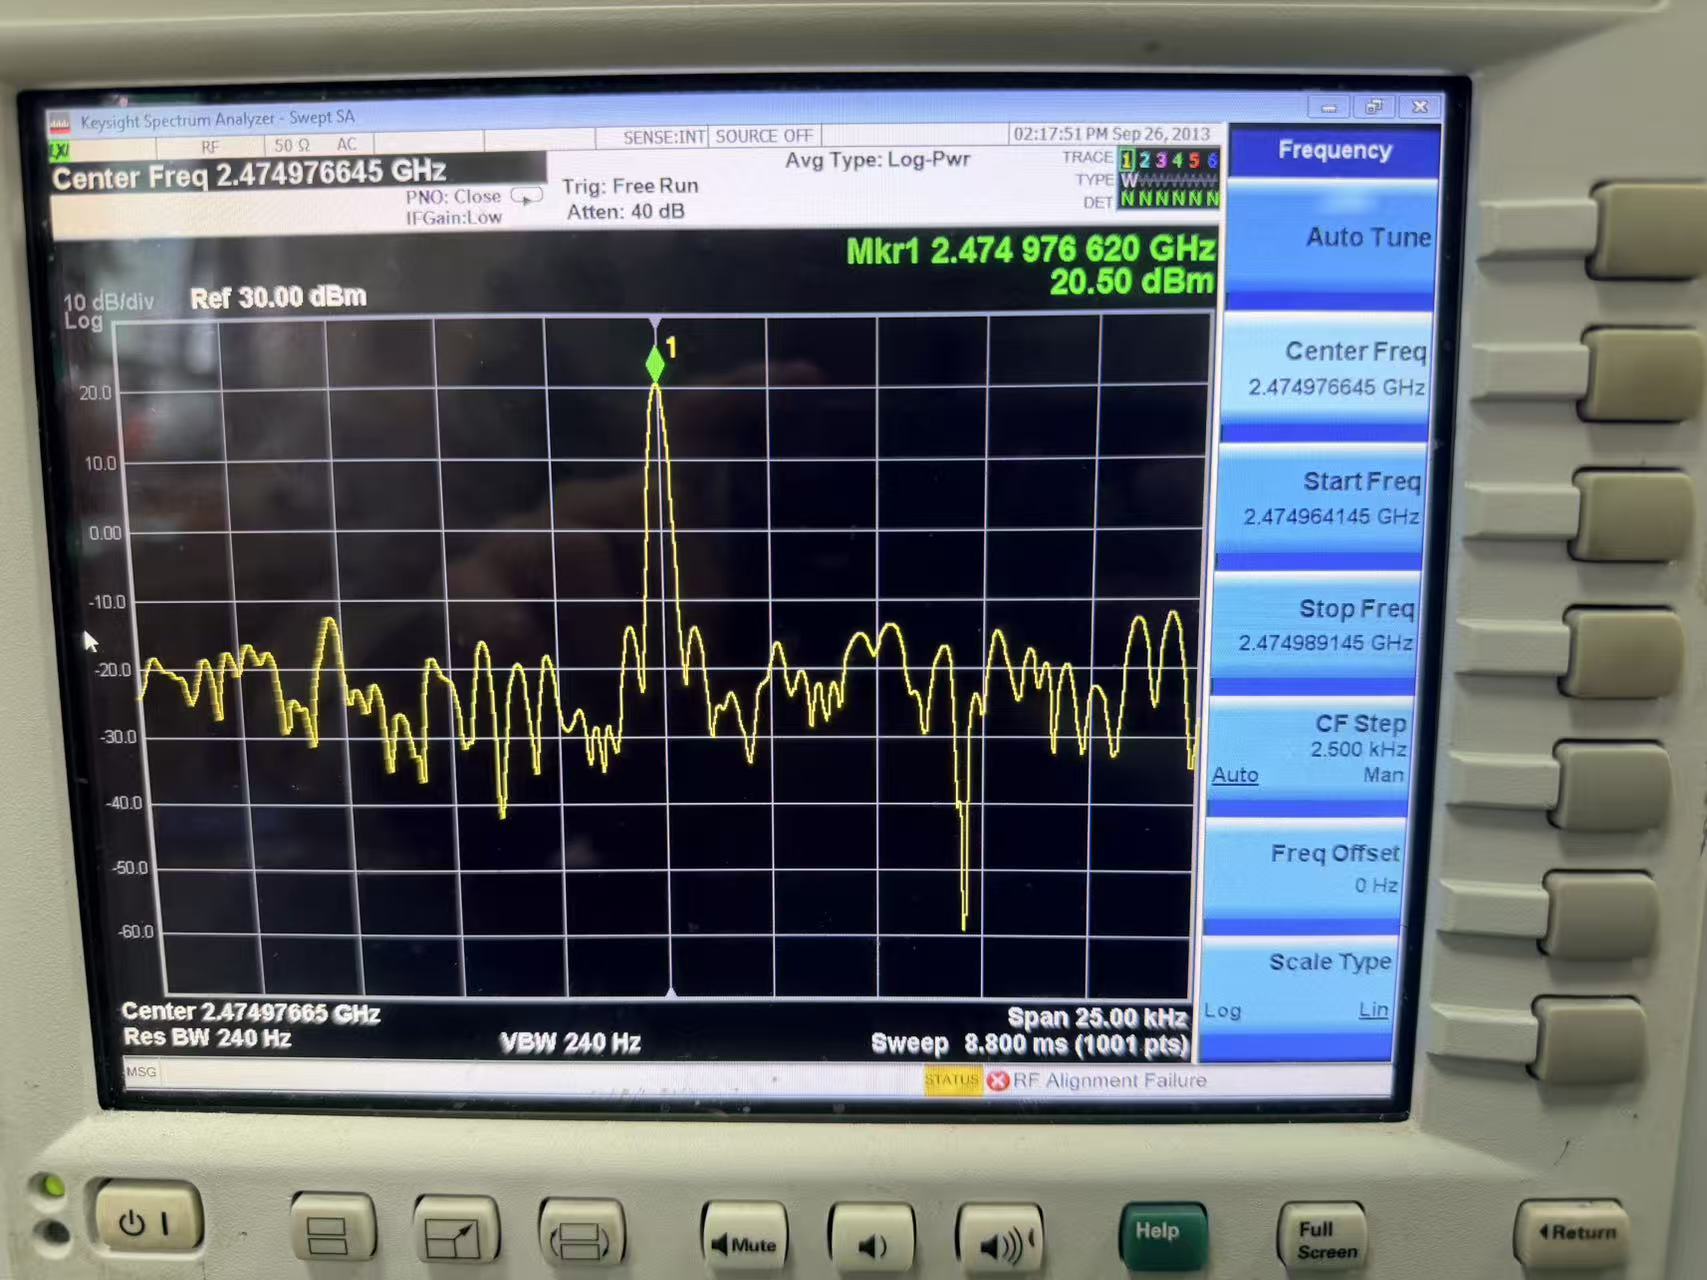 Keysight Spectrum Analyzer - Swept SA
LXI
RF 50 Ω AC SENSE:INT SOURCE OFF 02:17:51 PM Sep 26, 2013
Center Freq 2.474976645 GHz
PNO: Close
IFGain:Low
Trig: Free Run
Atten: 40 dB
Avg Type: Log-Pwr
TRACE 1 2 3 4 5 6
TYPE W
DET N N N N N N
Mkr1 2.474 976 620 GHz
20.50 dBm
10 dB/div
Log
Ref 30.00 dBm
1
20.0
10.0
0.00
-10.0
-20.0
-30.0
-40.0
-50.0
-60.0
Center 2.47497665 GHz
Res BW 240 Hz
VBW 240 Hz
Span 25.00 kHz
Sweep 8.800 ms (1001 pts)
MSG
STATUS
RF Alignment Failure
Frequency
Auto Tune
Center Freq
2.474976645 GHz
Start Freq
2.474964145 GHz
Stop Freq
2.474989145 GHz
CF Step
2.500 kHz
Auto Man
Freq Offset
0 Hz
Scale Type
Log Lin
Mute
Help
Full
Screen
Return